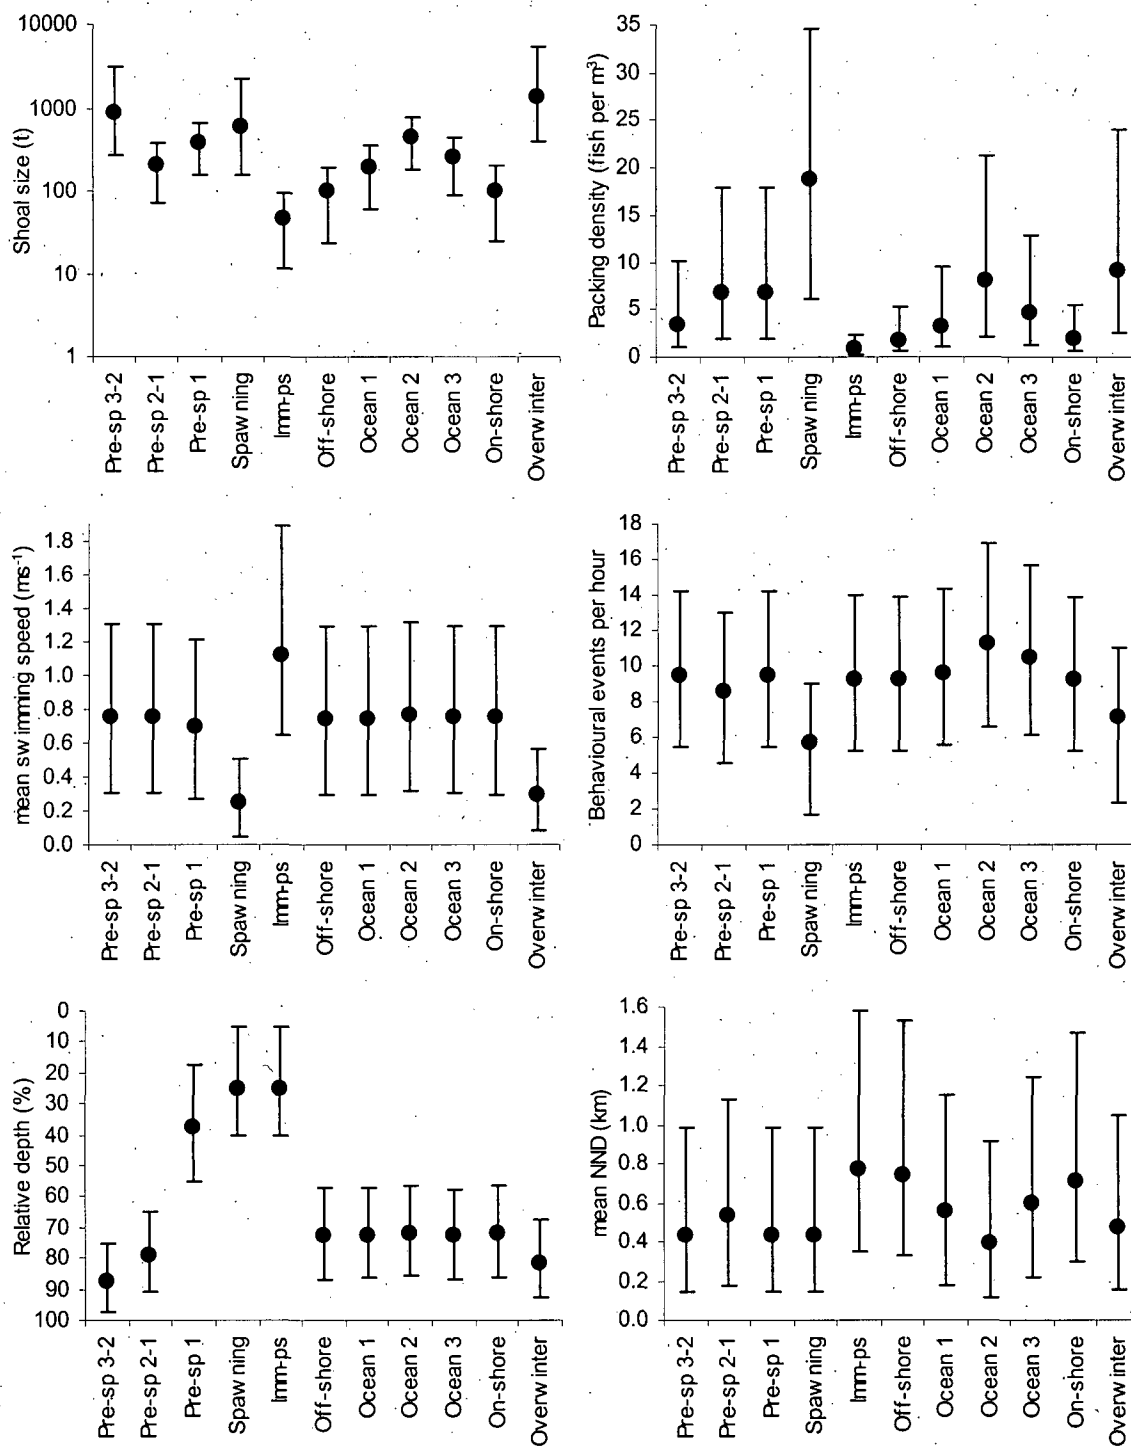 Shoal size (t)
10000
1000
100
10
1
Pre-sp 3-2
Pre-sp 2-1
Pre-sp 1
Spaw ning
Imm-ps
Off-shore
Ocean 1
Ocean 2
Ocean 3
On-shore
Overw inter
Packing density (fish per m³)
35
30
25
20
15
10
5
0
Pre-sp 3-2
Pre-sp 2-1
Pre-sp 1
Spaw ning
Imm-ps
Off-shore
Ocean 1
Ocean 2
Ocean 3
On-shore
Overw inter
mean sw imming speed (ms⁻¹)
1.8
1.6
1.4
1.2
1.0
0.8
0.6
0.4
0.2
0.0
Pre-sp 3-2
Pre-sp 2-1
Pre-sp 1
Spaw ning
Imm-ps
Off-shore
Ocean 1
Ocean 2
Ocean 3
On-shore
Overw inter
Behavioural events per hour
18
16
14
12
10
8
6
4
2
0
Pre-sp 3-2
Pre-sp 2-1
Pre-sp 1
Spaw ning
Imm-ps
Off-shore
Ocean 1
Ocean 2
Ocean 3
On-shore
Overw inter
Relative depth (%)
0
10
20
30
40
50
60
70
80
90
100
Pre-sp 3-2
Pre-sp 2-1
Pre-sp 1
Spaw ning
Imm-ps
Off-shore
Ocean 1
Ocean 2
Ocean 3
On-shore
Overw inter
mean NND (km)
1.6
1.4
1.2
1.0
0.8
0.6
0.4
0.2
0.0
Pre-sp 3-2
Pre-sp 2-1
Pre-sp 1
Spaw ning
Imm-ps
Off-shore
Ocean 1
Ocean 2
Ocean 3
On-shore
Overw inter